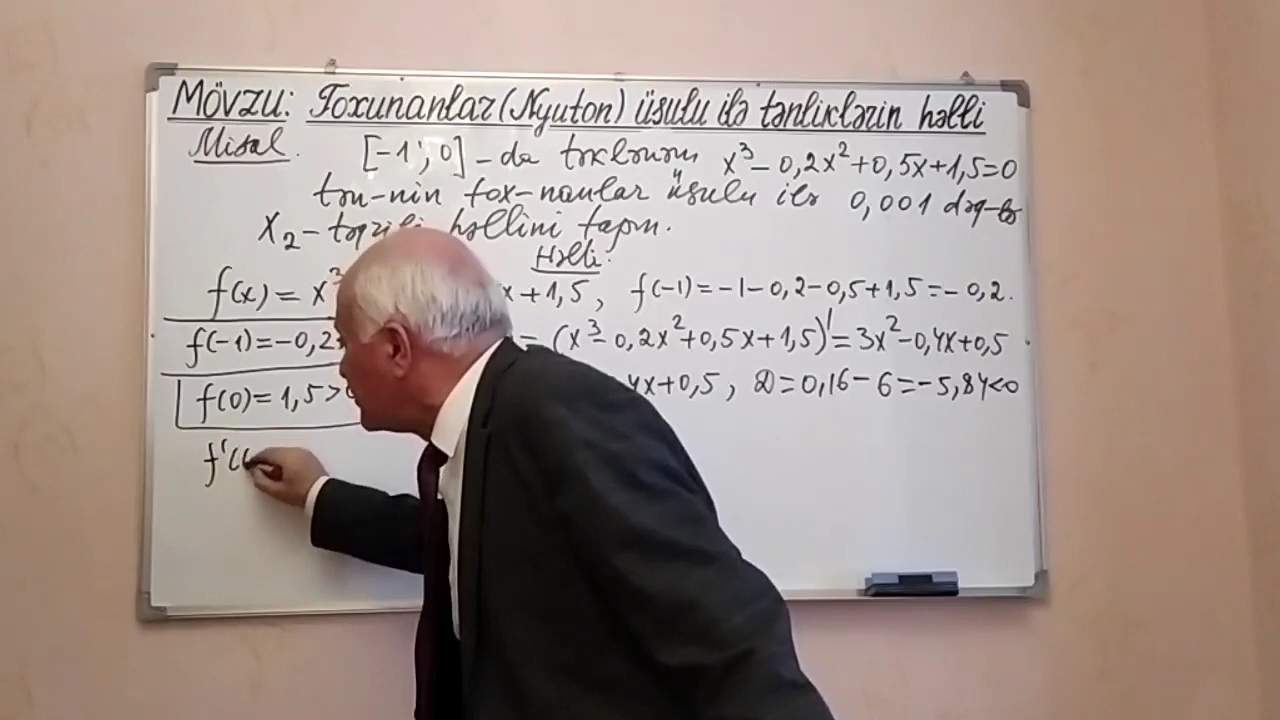 Mövzu: Toxunanlar (Nyuton) üsulu ilə tənliklərin həlli
Misal. [-1; 0] - də təklənmiş x³ - 0,2x² + 0,5x + 1,5 = 0
tən-nin tox-nanlar üsulu ilə 0,001 dəq-lə
x₂ - təqribi həllini tapın.
Həlli:
f(x) = x³ x + 1,5, f(-1) = -1 - 0,2 - 0,5 + 1,5 = -0,2.
f(-1) = -0,2 = (x³ - 0,2x² + 0,5x + 1,5)' = 3x² - 0,4x + 0,5
f(0) = 1,5 > 4x + 0,5, D = 0,16 - 6 = -5,84 < 0
f'(